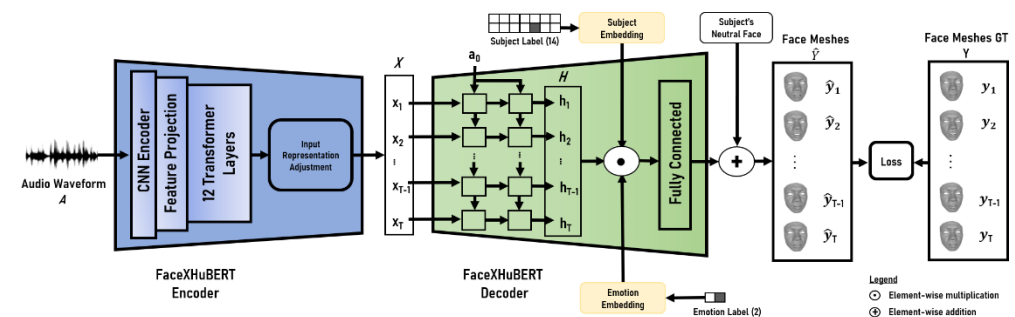 Subject Label (14)
Subject
Embedding
Subject's
Neutral Face
Face Meshes
Ŷ
Face Meshes GT
Y
X
a0
H
CNN Encoder
Feature Projection
12 Transformer
Layers
Input
Representation
Adjustment
Audio Waveform
A
x1
x2
⋮
xT-1
xT
h1
h2
⋮
hT-1
hT
Fully Connected
ŷ1
ŷ2
⋮
ŷT-1
ŷT
Loss
y1
y2
⋮
yT-1
yT
FaceXHuBERT
Encoder
FaceXHuBERT
Decoder
Emotion
Embedding
Emotion Label (2)
Legend
Element-wise multiplication
Element-wise addition